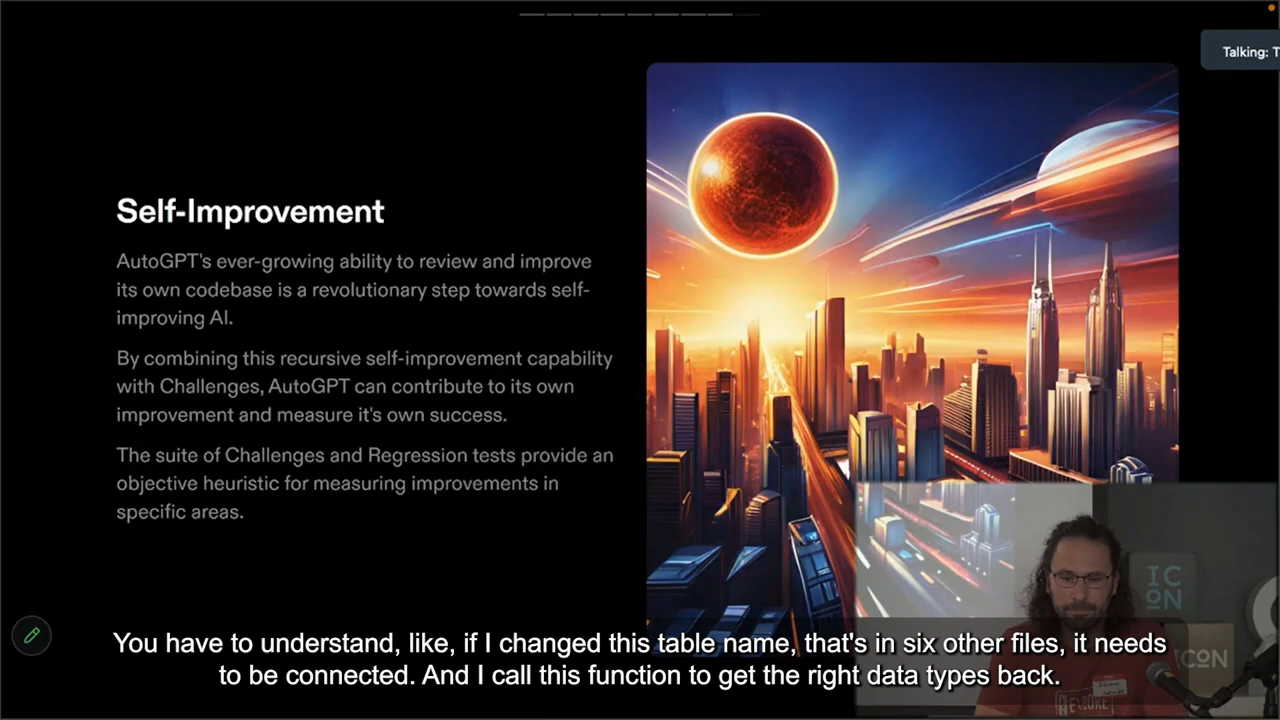 Talking: T
Self-Improvement
AutoGPT's ever-growing ability to review and improve
its own codebase is a revolutionary step towards self-
improving AI.
By combining this recursive self-improvement capability
with Challenges, AutoGPT can contribute to its own
improvement and measure it's own success.
The suite of Challenges and Regression tests provide an
objective heuristic for measuring improvements in
specific areas.
IC
ON
ICON
You have to understand, like, if I changed this table name, that's in six other files, it needs
to be connected. And I call this function to get the right data types back.